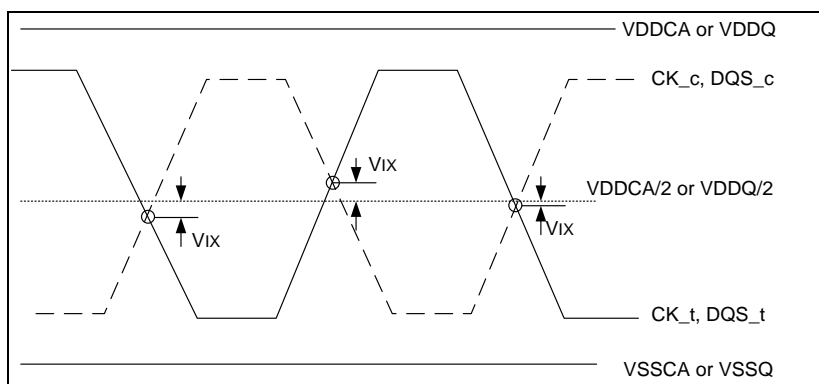 VDDCA or VDDQ
CK_c, DQS_c
VIX
VDDCA/2 or VDDQ/2
VIX
VIX
CK_t, DQS_t
VSSCA or VSSQ